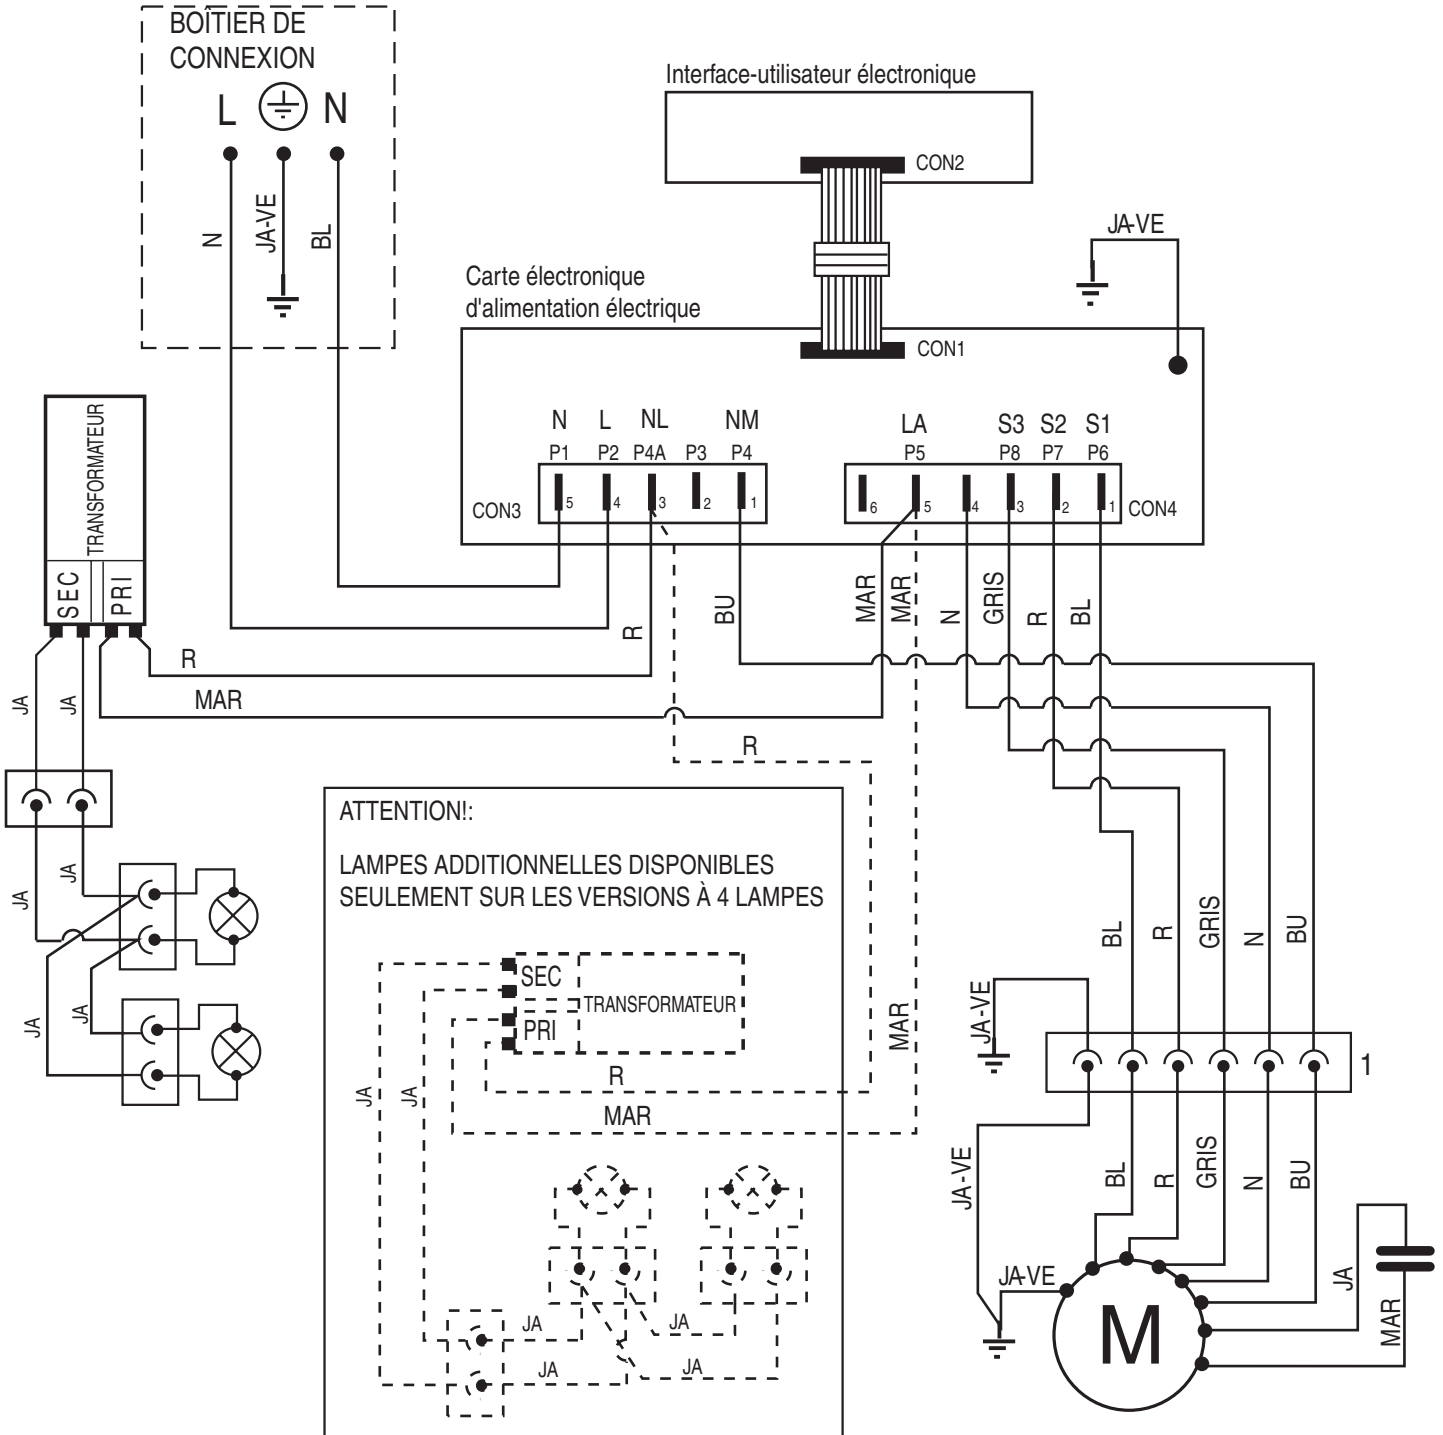 BOÎTIER DE
CONNEXION
L N
N
JA-VE
BL
Interface-utilisateur électronique
CON2
JA-VE
Carte électronique
d'alimentation électrique
CON1
N L NL NM
P1 P2 P4A P3 P4
5 4 3 2 1
CON3
LA S3 S2 S1
P5 P8 P7 P6
6 5 4 3 2 1
CON4
TRANSFORMATEUR
SEC
PRI
R
MAR
R
BU
MAR
MAR
N
GRIS
R
BL
JA
JA
R
JA
JA
JA
JA
ATTENTION!:
LAMPES ADDITIONNELLES DISPONIBLES
SEULEMENT SUR LES VERSIONS À 4 LAMPES
SEC
PRI
TRANSFORMATEUR
R
MAR
MAR
JA
JA
JA
JA
JA
JA
BL
R
GRIS
N
BU
JA-VE
1
JA-VE
BL
R
GRIS
N
BU
JA-VE
M
JA
MAR